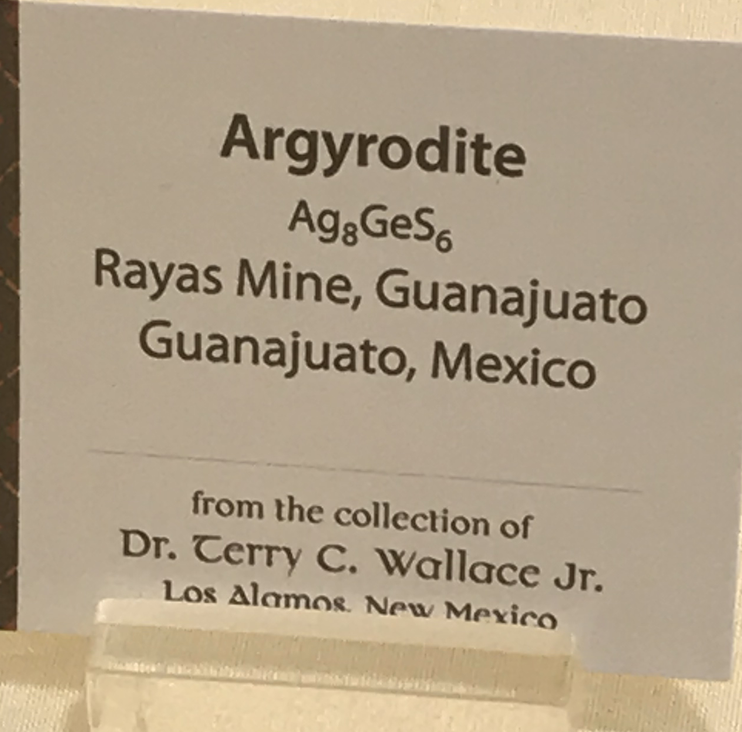 Argyrodite
Ag₈GeS₆
Rayas Mine, Guanajuato
Guanajuato, Mexico
from the collection of
Dr. Terry C. Wallace Jr.
Los Alamos, New Mexico